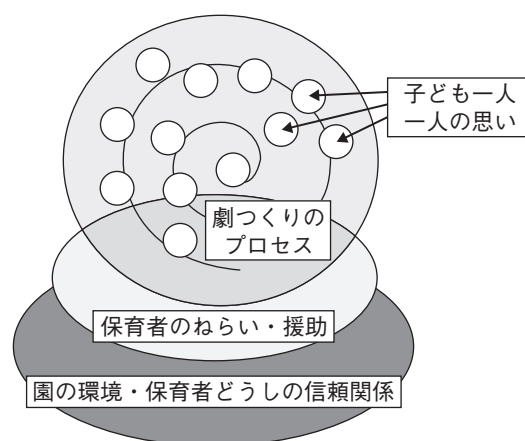 子ども一人
一人の思い
劇つくりの
プロセス
保育者のねらい・援助
園の環境・保育者どうしの信頼関係